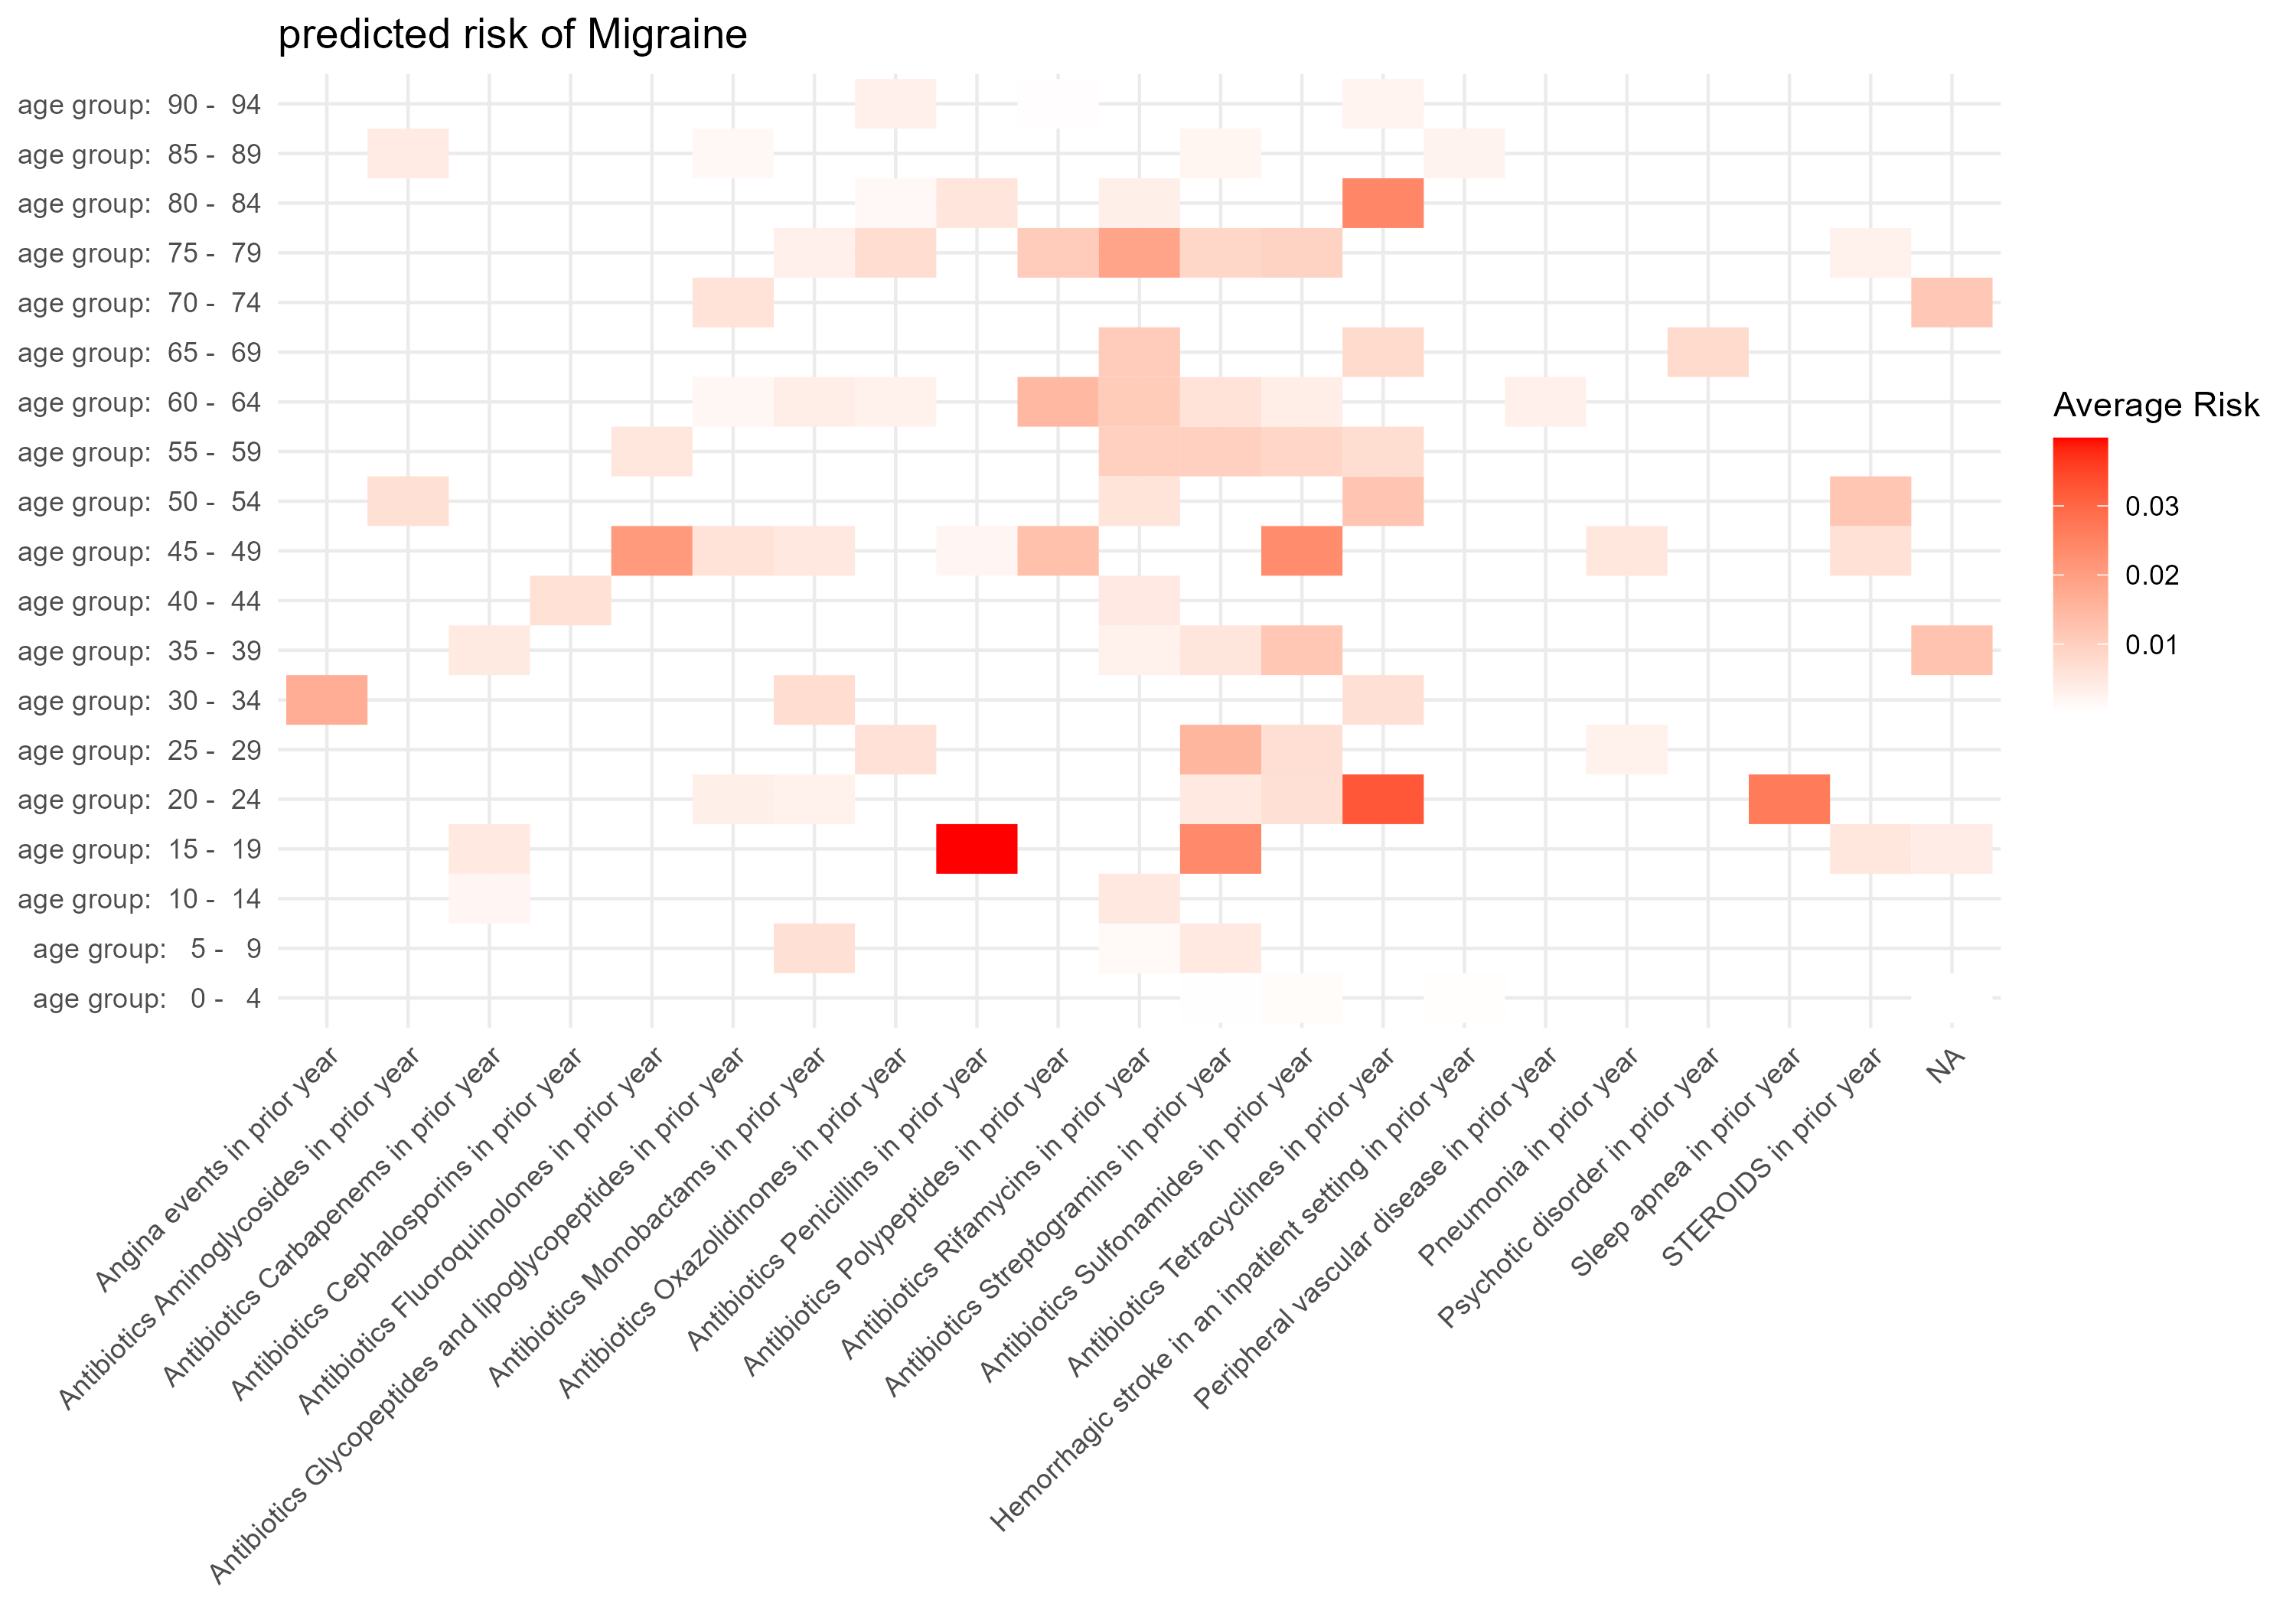 predicted risk of Migraine
age group:  90 -  94
age group:  85 -  89
age group:  80 -  84
age group:  75 -  79
age group:  70 -  74
age group:  65 -  69
age group:  60 -  64
age group:  55 -  59
age group:  50 -  54
age group:  45 -  49
age group:  40 -  44
age group:  35 -  39
age group:  30 -  34
age group:  25 -  29
age group:  20 -  24
age group:  15 -  19
age group:  10 -  14
age group:   5 -   9
age group:   0 -   4
Angina events in prior year
Antibiotics Aminoglycosides in prior year
Antibiotics Carbapenems in prior year
Antibiotics Cephalosporins in prior year
Antibiotics Fluoroquinolones in prior year
Antibiotics Glycopeptides and lipoglycopeptides in prior year
Antibiotics Monobactams in prior year
Antibiotics Oxazolidinones in prior year
Antibiotics Penicillins in prior year
Antibiotics Polypeptides in prior year
Antibiotics Rifamycins in prior year
Antibiotics Streptogramins in prior year
Antibiotics Sulfonamides in prior year
Antibiotics Tetracyclines in prior year
Hemorrhagic stroke in an inpatient setting in prior year
Peripheral vascular disease in prior year
Pneumonia in prior year
Psychotic disorder in prior year
Sleep apnea in prior year
STEROIDS in prior year
NA
Average Risk
0.03
0.02
0.01